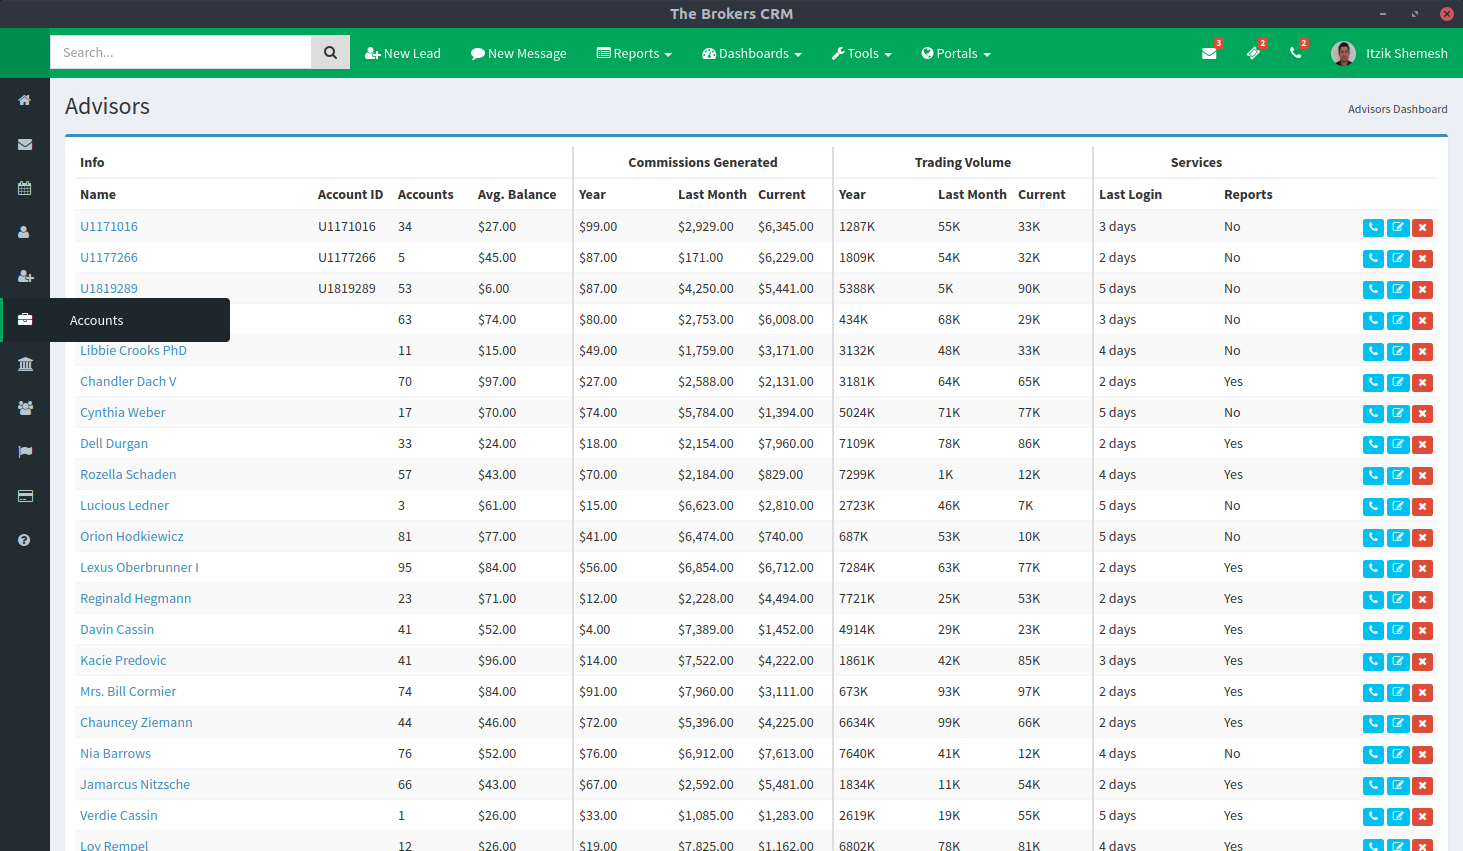 The Brokers CRM
Search...
New Lead
New Message
Reports
Dashboards
Tools
Portals
3
2
2
Itzik Shemesh
Advisors
Advisors Dashboard
Info Commissions Generated Trading Volume Services
Name Account ID Accounts Avg. Balance Year Last Month Current Year Last Month Current Last Login Reports
U1171016 U1171016 34 $27.00 $99.00 $2,929.00 $6,345.00 1287K 55K 33K 3 days No
U1177266 U1177266 5 $45.00 $87.00 $171.00 $6,229.00 1809K 54K 32K 2 days No
U1819289 U1819289 53 $6.00 $87.00 $4,250.00 $5,441.00 5388K 5K 90K 5 days No
Accounts
63 $74.00 $80.00 $2,753.00 $6,008.00 434K 68K 29K 3 days No
Libbie Crooks PhD 11 $15.00 $49.00 $1,759.00 $3,171.00 3132K 48K 33K 4 days No
Chandler Dach V 70 $97.00 $27.00 $2,588.00 $2,131.00 3181K 64K 65K 2 days Yes
Cynthia Weber 17 $70.00 $74.00 $5,784.00 $1,394.00 5024K 71K 77K 5 days No
Dell Durgan 33 $24.00 $18.00 $2,154.00 $7,960.00 7109K 78K 86K 2 days Yes
Rozella Schaden 57 $43.00 $70.00 $2,184.00 $829.00 7299K 1K 12K 4 days Yes
Lucious Ledner 3 $61.00 $15.00 $6,623.00 $2,810.00 2723K 46K 7K 5 days No
Orion Hodkiewicz 81 $77.00 $41.00 $6,474.00 $740.00 687K 53K 10K 5 days No
Lexus Oberbrunner I 95 $84.00 $56.00 $6,854.00 $6,712.00 7284K 63K 77K 2 days Yes
Reginald Hegmann 23 $71.00 $12.00 $2,228.00 $4,494.00 7721K 25K 53K 2 days Yes
Davin Cassin 41 $52.00 $4.00 $7,389.00 $1,452.00 4914K 29K 23K 2 days Yes
Kacie Predovic 41 $96.00 $14.00 $7,522.00 $4,222.00 1861K 42K 85K 3 days Yes
Mrs. Bill Cormier 74 $84.00 $91.00 $7,960.00 $3,111.00 673K 93K 97K 2 days Yes
Chauncey Ziemann 44 $46.00 $72.00 $5,396.00 $4,225.00 6634K 99K 66K 2 days Yes
Nia Barrows 76 $52.00 $76.00 $6,912.00 $7,613.00 7640K 41K 12K 4 days No
Jamarcus Nitzsche 66 $43.00 $67.00 $2,592.00 $5,481.00 1834K 11K 54K 2 days Yes
Verdie Cassin 1 $26.00 $33.00 $1,085.00 $1,283.00 2619K 19K 55K 5 days Yes
Loy Rempel 12 $26.00 $19.00 $7,825.00 $1,162.00 6802K 78K 81K 4 days Yes